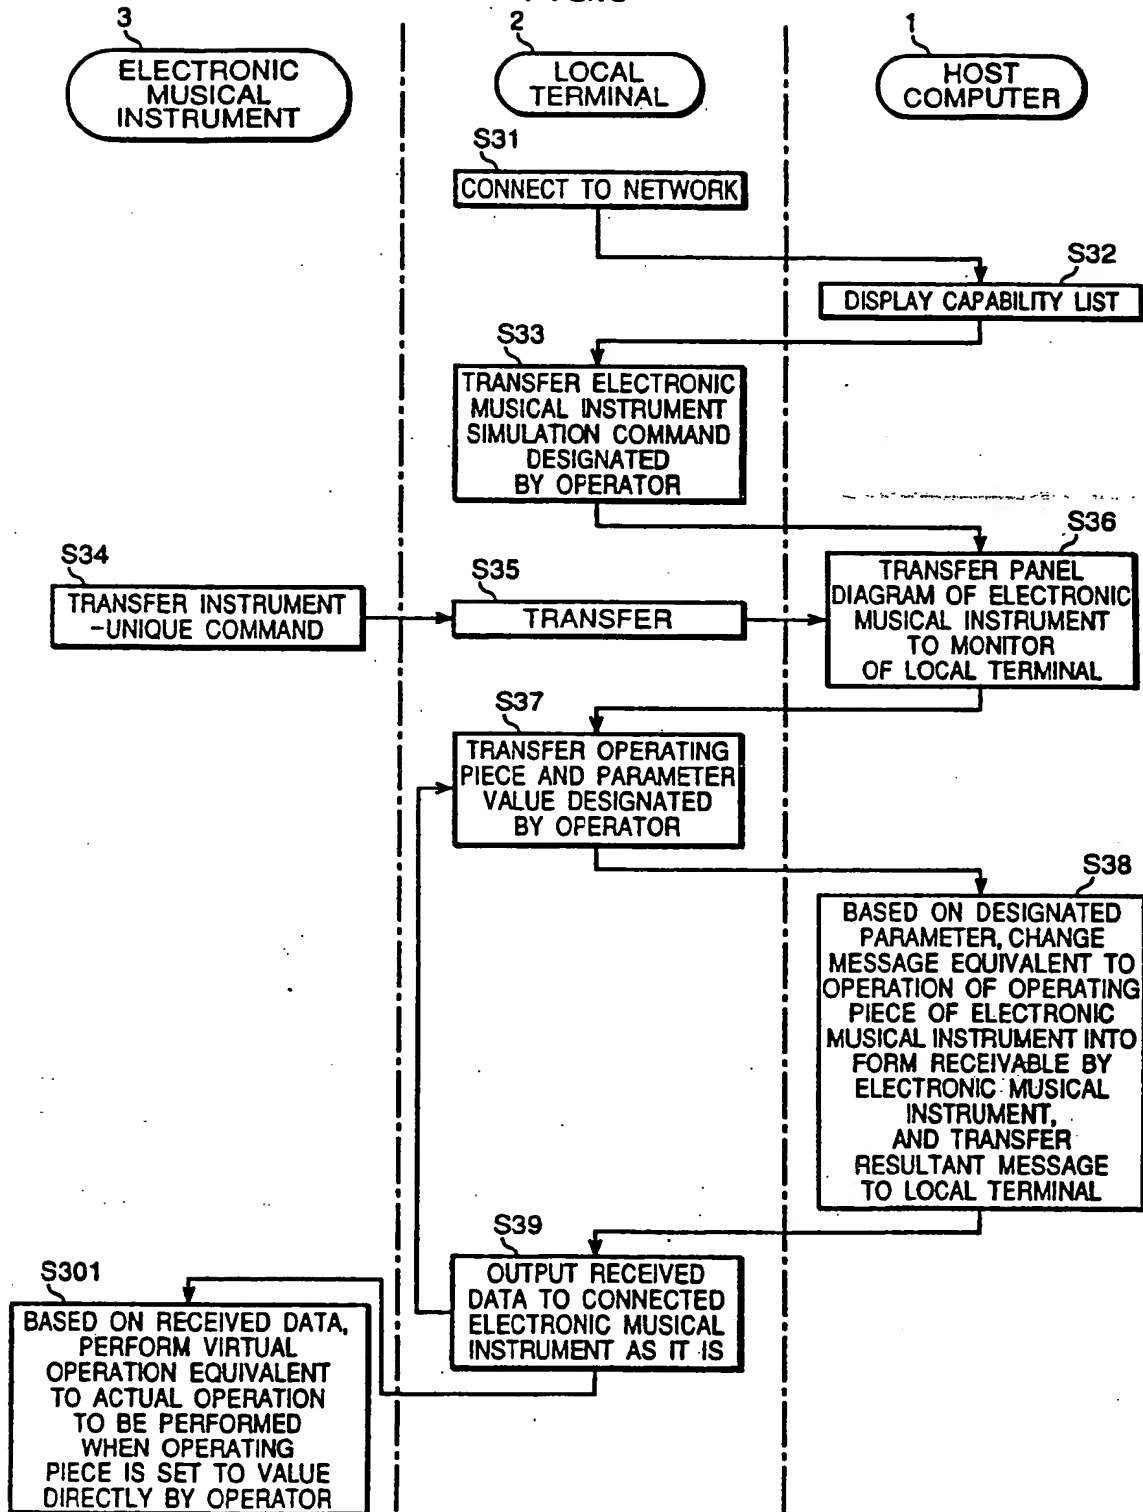 3
ELECTRONIC
MUSICAL
INSTRUMENT
2
LOCAL
TERMINAL
1
HOST
COMPUTER
S31
CONNECT TO NETWORK
S32
DISPLAY CAPABILITY LIST
S33
TRANSFER ELECTRONIC
MUSICAL INSTRUMENT
SIMULATION COMMAND
DESIGNATED
BY OPERATOR
S34
TRANSFER INSTRUMENT
-UNIQUE COMMAND
S35
TRANSFER
S36
TRANSFER PANEL
DIAGRAM OF ELECTRONIC
MUSICAL INSTRUMENT
TO MONITOR
OF LOCAL TERMINAL
S37
TRANSFER OPERATING
PIECE AND PARAMETER
VALUE DESIGNATED
BY OPERATOR
S38
BASED ON DESIGNATED
PARAMETER, CHANGE
MESSAGE EQUIVALENT TO
OPERATION OF OPERATING
PIECE OF ELECTRONIC
MUSICAL INSTRUMENT INTO
FORM RECEIVABLE BY
ELECTRONIC MUSICAL
INSTRUMENT,
AND TRANSFER
RESULTANT MESSAGE
TO LOCAL TERMINAL
S39
OUTPUT RECEIVED
DATA TO CONNECTED
ELECTRONIC MUSICAL
INSTRUMENT AS IT IS
S301
BASED ON RECEIVED DATA,
PERFORM VIRTUAL
OPERATION EQUIVALENT
TO ACTUAL OPERATION
TO BE PERFORMED
WHEN OPERATING
PIECE IS SET TO VALUE
DIRECTLY BY OPERATOR